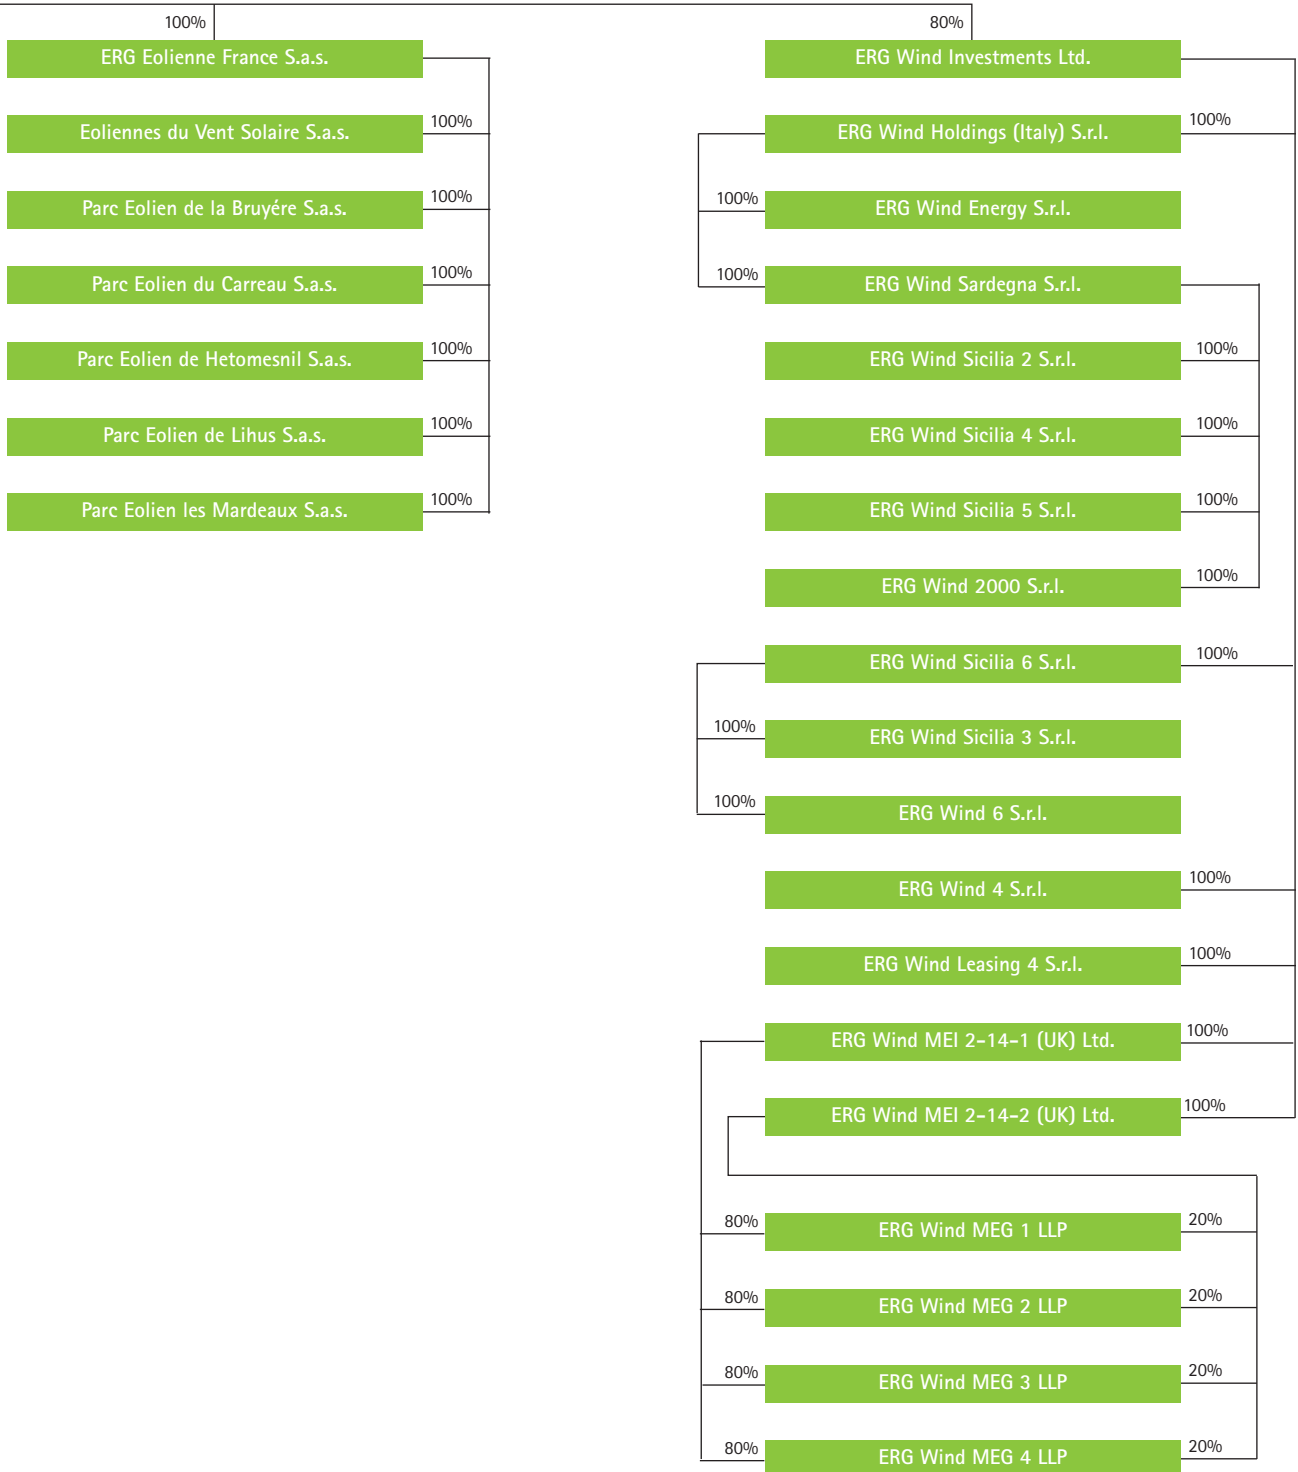 100%
ERG Eolienne France S.a.s.
Eoliennes du Vent Solaire S.a.s.
100%
Parc Eolien de la Bruyére S.a.s.
100%
Parc Eolien du Carreau S.a.s.
100%
Parc Eolien de Hetomesnil S.a.s.
100%
Parc Eolien de Lihus S.a.s.
100%
Parc Eolien les Mardeaux S.a.s.
100%
80%
ERG Wind Investments Ltd.
ERG Wind Holdings (Italy) S.r.l.
100%
100%
ERG Wind Energy S.r.l.
100%
ERG Wind Sardegna S.r.l.
ERG Wind Sicilia 2 S.r.l.
100%
ERG Wind Sicilia 4 S.r.l.
100%
ERG Wind Sicilia 5 S.r.l.
100%
ERG Wind 2000 S.r.l.
100%
ERG Wind Sicilia 6 S.r.l.
100%
100%
ERG Wind Sicilia 3 S.r.l.
100%
ERG Wind 6 S.r.l.
ERG Wind 4 S.r.l.
100%
ERG Wind Leasing 4 S.r.l.
100%
ERG Wind MEI 2-14-1 (UK) Ltd.
100%
ERG Wind MEI 2-14-2 (UK) Ltd.
100%
80%
ERG Wind MEG 1 LLP
20%
80%
ERG Wind MEG 2 LLP
20%
80%
ERG Wind MEG 3 LLP
20%
80%
ERG Wind MEG 4 LLP
20%